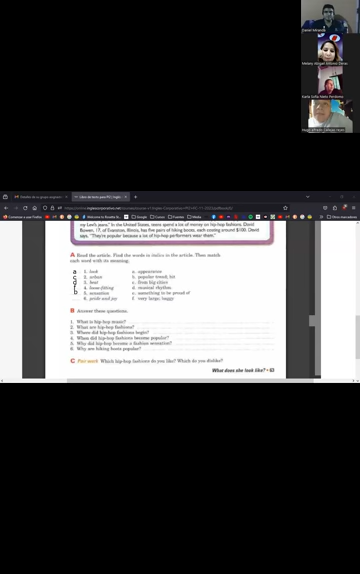 Daniel Miranda
my Lee's jeans." In the United States, teens spend a lot of money on hip-hop fashions. David
Bowen, 17, of Evanston, Illinois, has five pairs of hiking boots, each costing around $100. David
says, "They're popular because a lot of hip-hop performers wear them."
A Read the article. Find the words in italics in the article. Then match
each word with its meaning.
a 1. look a. appearance
c 2. urban b. popular trend, hit
d 3. beat c. from big cities
f 4. loose-fitting d. musical rhythm
b 5. sensation e. something to be proud of
6. pride and joy f. very large; baggy
B Answer these questions.
1. What is hip-hop music?
2. What are hip-hop fashions?
3. Where did hip-hop fashions begin?
4. When did hip-hop fashions become popular?
5. Why did hip-hop become a fashion sensation?
6. Why are hiking boots popular?
C Pair work Which hip-hop fashions do you like? Which do you dislike?
What does she look like? • 63